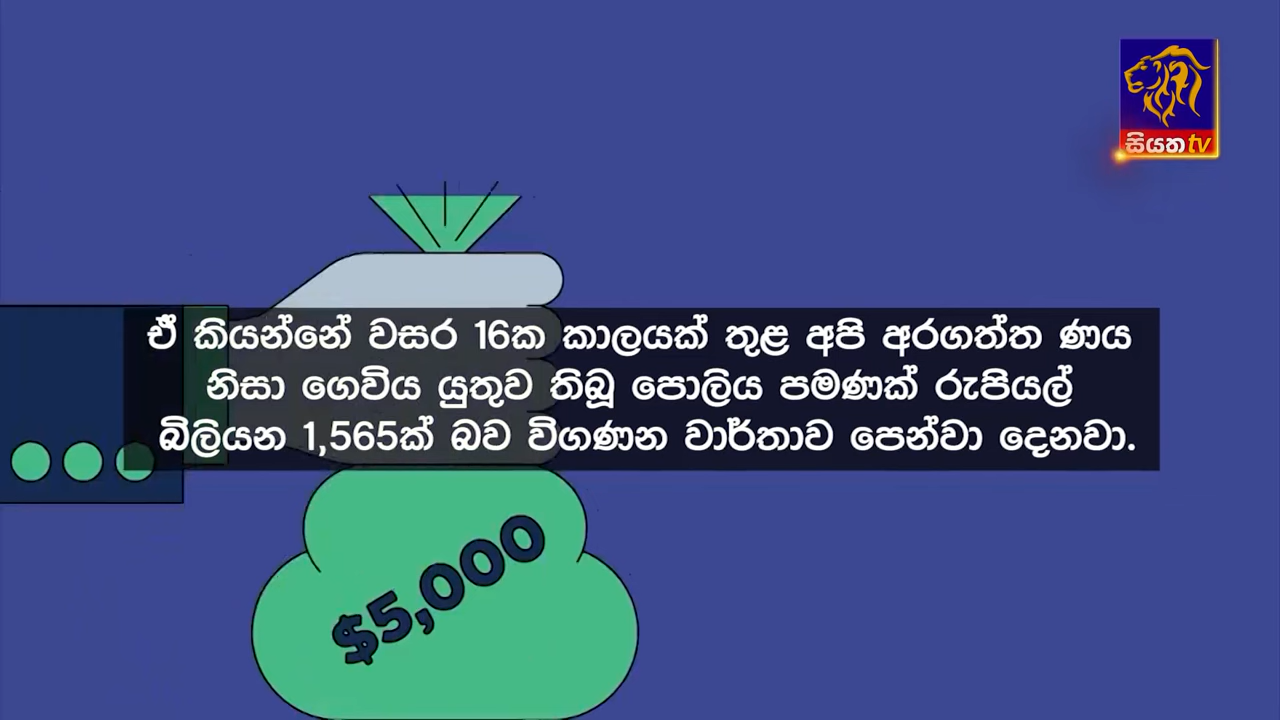 සියත tv
ඒ කියන්නේ වසර 16ක කාලයක් තුළ අපි අරගත්ත ණය
නිසා ගෙවිය යුතුව තිබූ පොලිය පමණක් රුපියල්
බිලියන 1,565ක් බව විගණන වාර්තාව පෙන්වා දෙනවා.
$5,000